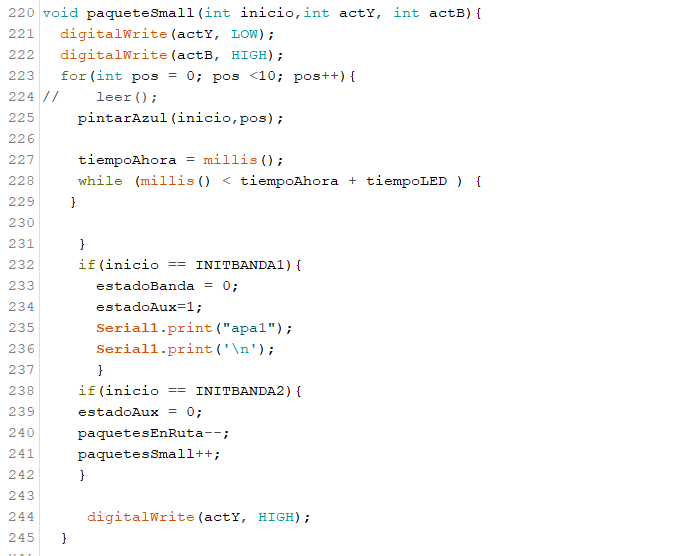 220 void paqueteSmall(int inicio,int actY, int actB){
221   digitalWrite(actY, LOW);
222   digitalWrite(actB, HIGH);
223   for(int pos = 0; pos <10; pos++){
224 //    leer();
225     pintarAzul(inicio,pos);
226
227     tiempoAhora = millis();
228     while (millis() < tiempoAhora + tiempoLED ) {
229    }
230
231     }
232     if(inicio == INITBANDA1){
233       estadoBanda = 0;
234       estadoAux=1;
235       Serial1.print("apa1");
236       Serial1.print('\n');
237       }
238     if(inicio == INITBANDA2){
239     estadoAux = 0;
240     paquetesEnRuta--;
241     paquetesSmall++;
242     }
243
244      digitalWrite(actY, HIGH);
245   }